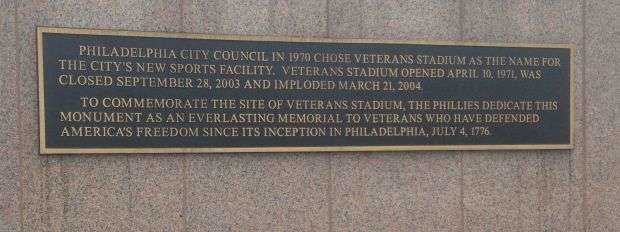 PHILADELPHIA CITY COUNCIL IN 1970 CHOSE VETERANS STADIUM AS THE NAME FOR
THE CITY'S NEW SPORTS FACILITY. VETERANS STADIUM OPENED APRIL 10, 1971, WAS
CLOSED SEPTEMBER 28, 2003 AND IMPLODED MARCH 21, 2004.
TO COMMEMORATE THE SITE OF VETERANS STADIUM, THE PHILLIES DEDICATE THIS
MONUMENT AS AN EVERLASTING MEMORIAL TO VETERANS WHO HAVE DEFENDED
AMERICA'S FREEDOM SINCE ITS INCEPTION IN PHILADELPHIA, JULY 4, 1776.